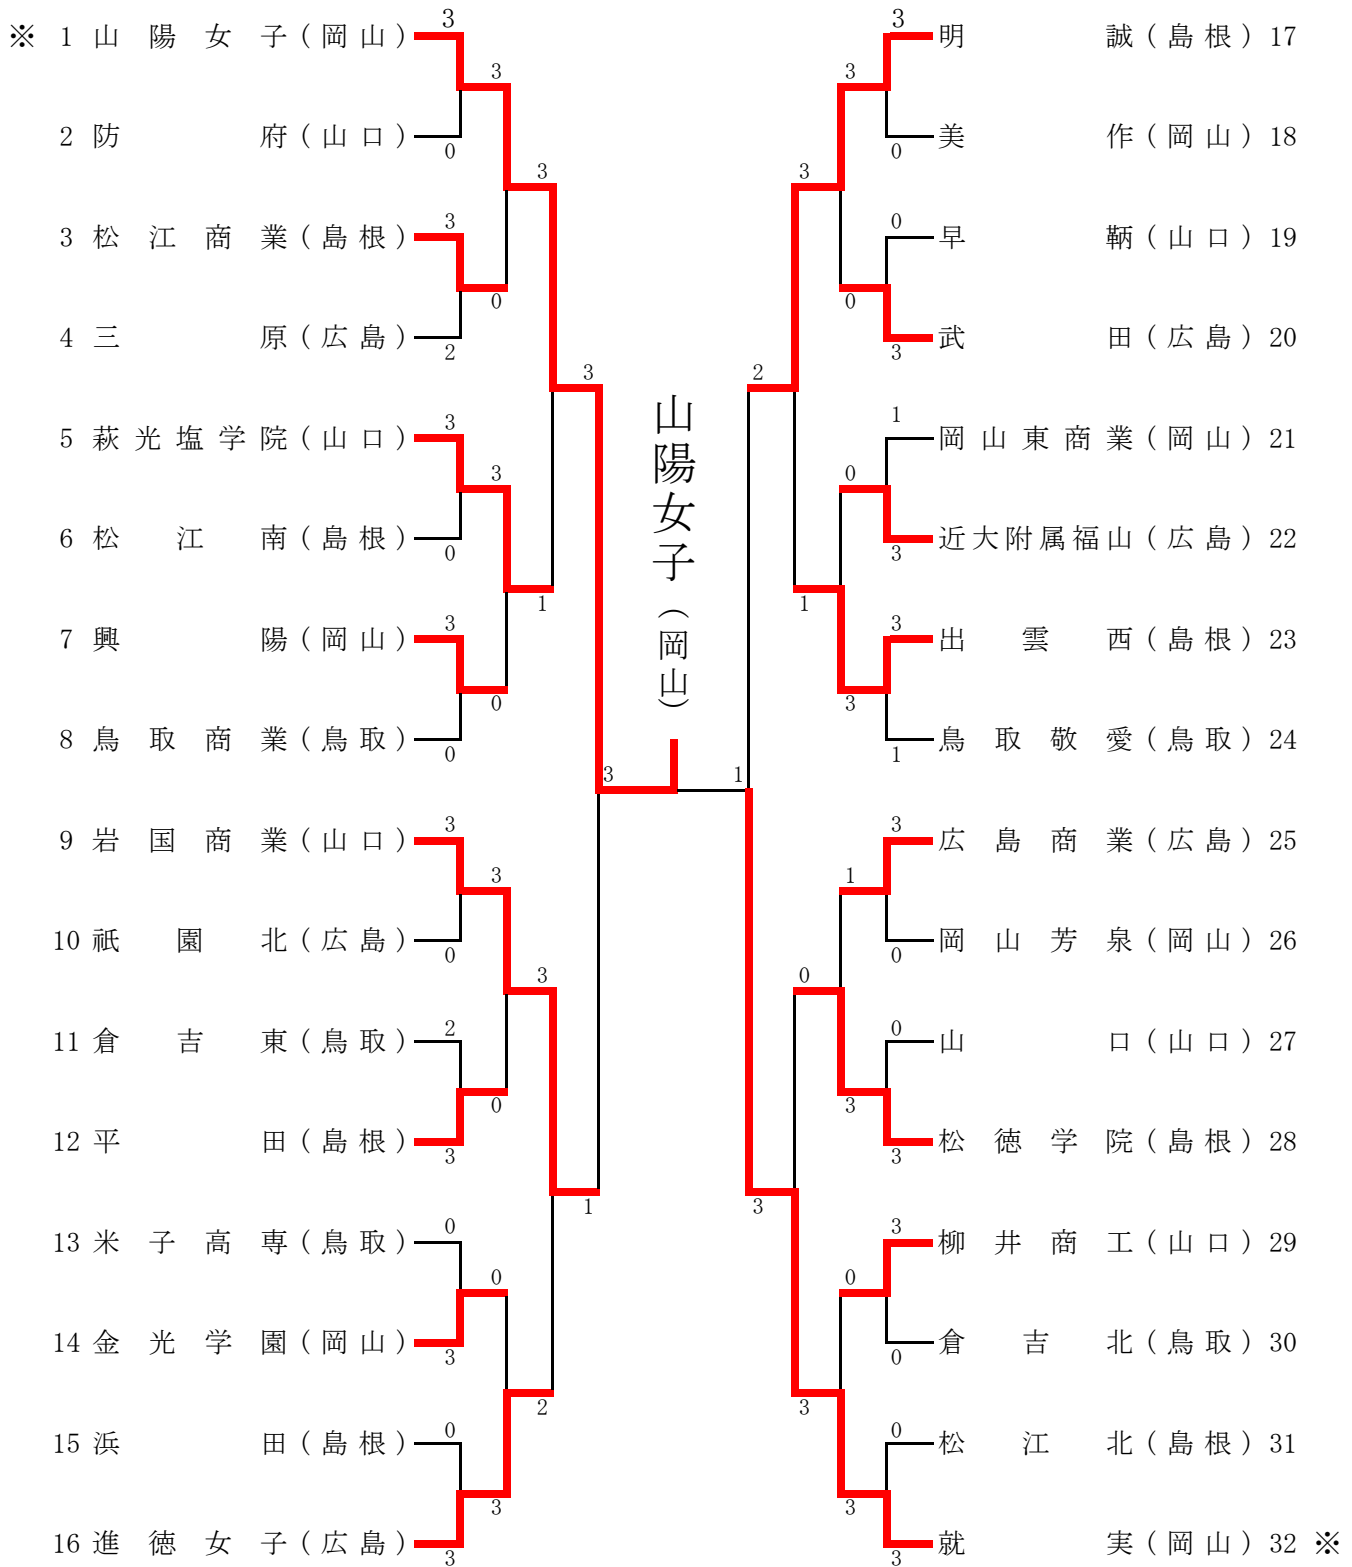 ※ 1 山陽女子(岡山) 3
3
2 防府(山口) 0
3
3 松江商業(島根) 3
0
4 三原(広島) 2
3
5 萩光塩学院(山口) 3
3
6 松江南(島根) 0
1
7 興陽(岡山) 3
0
8 鳥取商業(鳥取) 0
3
9 岩国商業(山口) 3
3
10 祇園北(広島) 0
3
11 倉吉東(鳥取) 2
0
12 平田(島根) 3
1
13 米子高専(鳥取) 0
0
14 金光学園(岡山) 3
2
15 浜田(島根) 0
3
16 進徳女子(広島) 3
山陽女子(岡山)
1
3 明誠(島根) 17
3
0 美作(岡山) 18
3
0 早鞆(山口) 19
0
3 武田(広島) 20
2
1 岡山東商業(岡山) 21
0
3 近大附属福山(広島) 22
1
3 出雲西(島根) 23
3
1 鳥取敬愛(鳥取) 24
3 広島商業(広島) 25
1
0 岡山芳泉(岡山) 26
0
0 山口(山口) 27
3
3 松徳学院(島根) 28
3
3 柳井商工(山口) 29
0
0 倉吉北(鳥取) 30
3
0 松江北(島根) 31
3
3 就実(岡山) 32 ※